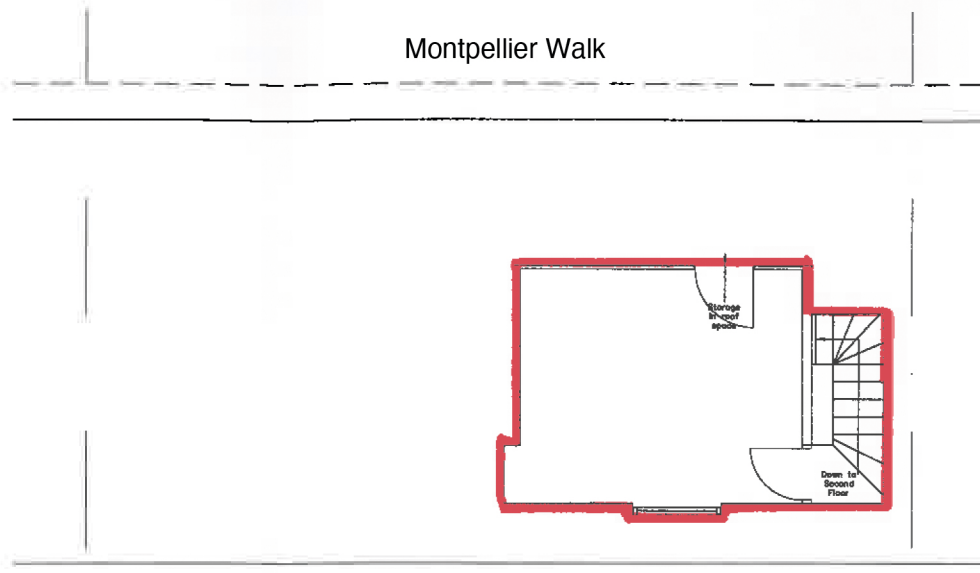 Montpellier Walk
Storage
in roof
space
Down to
Second
Floor